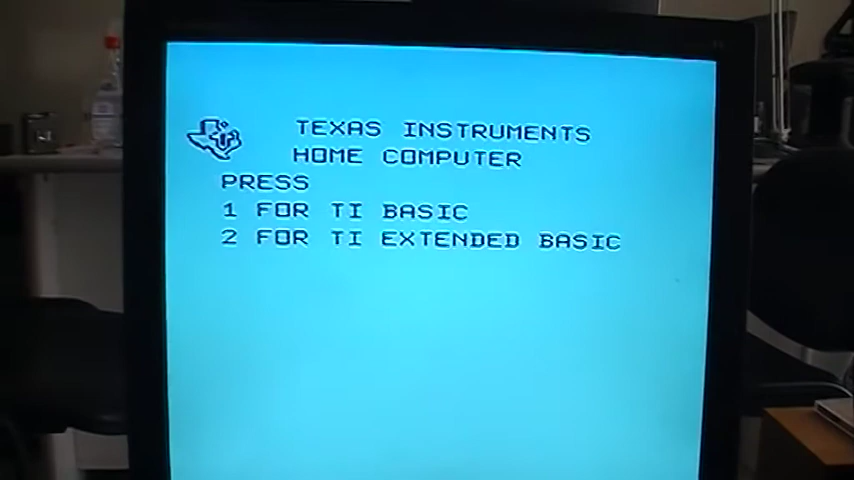 TEXAS INSTRUMENTS
HOME COMPUTER
PRESS
1 FOR TI BASIC
2 FOR TI EXTENDED BASIC